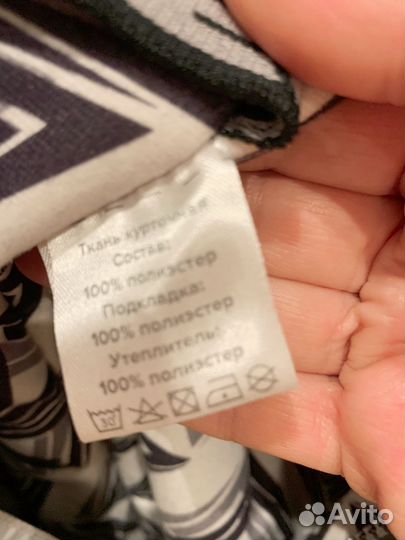 Ткань курточная
Состав:
100% полиэстер
Подкладка:
100% полиэстер
Утеплитель:
100% полиэстер
30
Avito